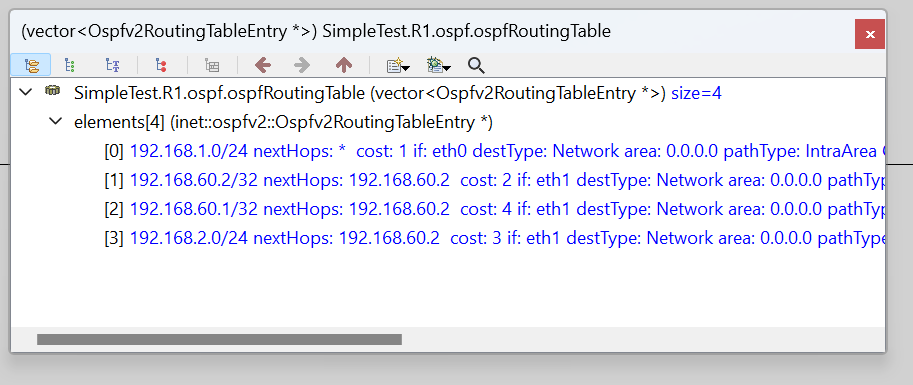 (vector<Ospfv2RoutingTableEntry *>) SimpleTest.R1.ospf.ospfRoutingTable
SimpleTest.R1.ospf.ospfRoutingTable (vector<Ospfv2RoutingTableEntry *>) size=4
elements[4] (inet::ospfv2::Ospfv2RoutingTableEntry *)
[0] 192.168.1.0/24 nextHops: *  cost: 1 if: eth0 destType: Network area: 0.0.0.0 pathType: IntraArea
[1] 192.168.60.2/32 nextHops: 192.168.60.2  cost: 2 if: eth1 destType: Network area: 0.0.0.0 pathTyp
[2] 192.168.60.1/32 nextHops: 192.168.60.2  cost: 4 if: eth1 destType: Network area: 0.0.0.0 pathTyp
[3] 192.168.2.0/24 nextHops: 192.168.60.2  cost: 3 if: eth1 destType: Network area: 0.0.0.0 pathType